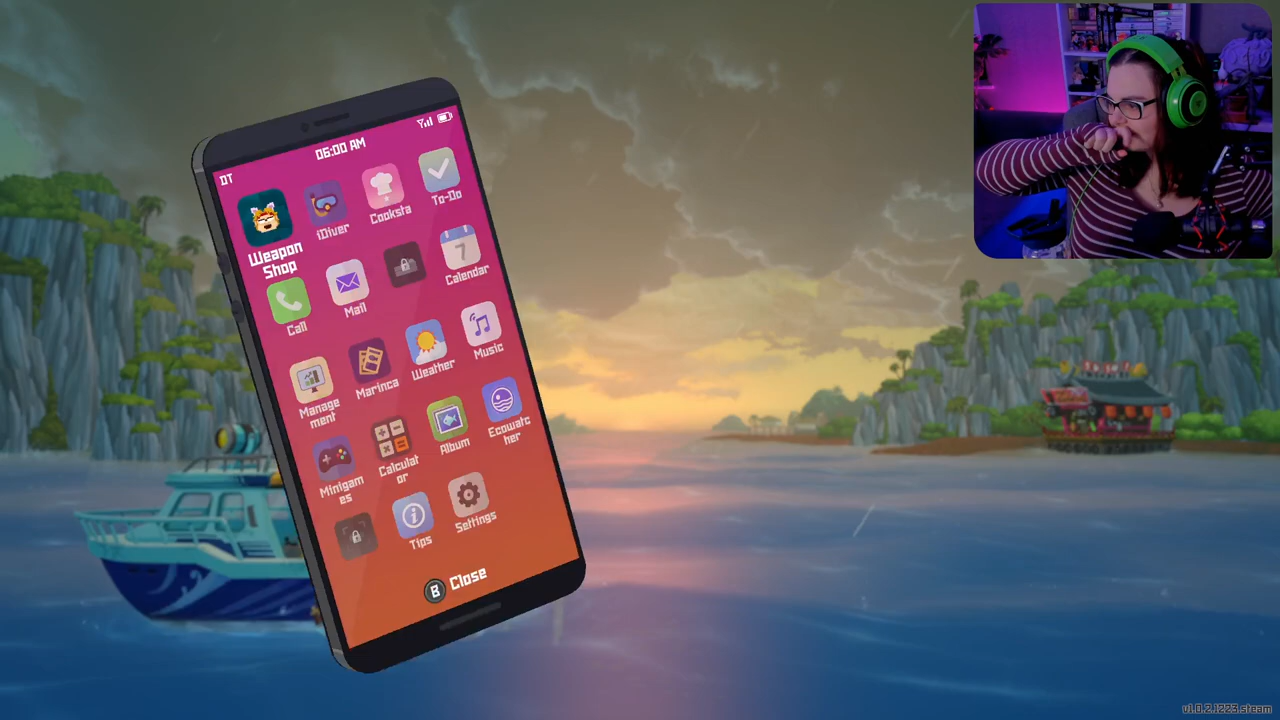 DT
06:00 AM
Weapon
Shop
iDiver
Cooksta
To-Do
Call
Mail
7
Calendar
Manage
ment
Marinca
Weather
Music
Minigam
es
Calculat
or
Album
Ecowatc
her
Tips
Settings
B Close
v1.0.2.1223.steam